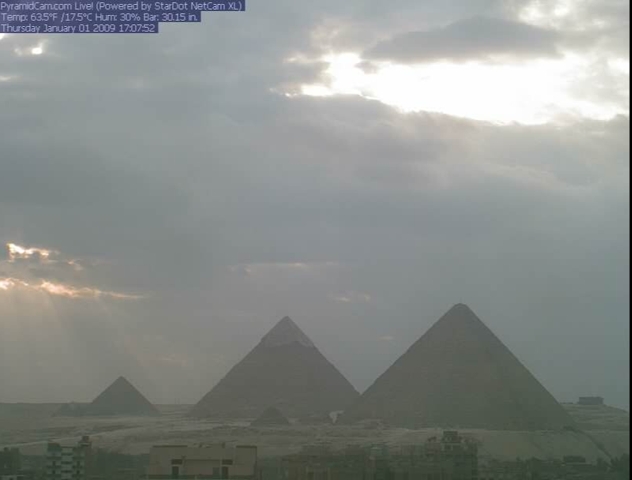 PyramidCam.com Live! (Powered by StarDot NetCam XL)
Temp: 63.5°F /17.5°C Hum: 30% Bar: 30.15 in.
Thursday January 01 2009 17:07:52